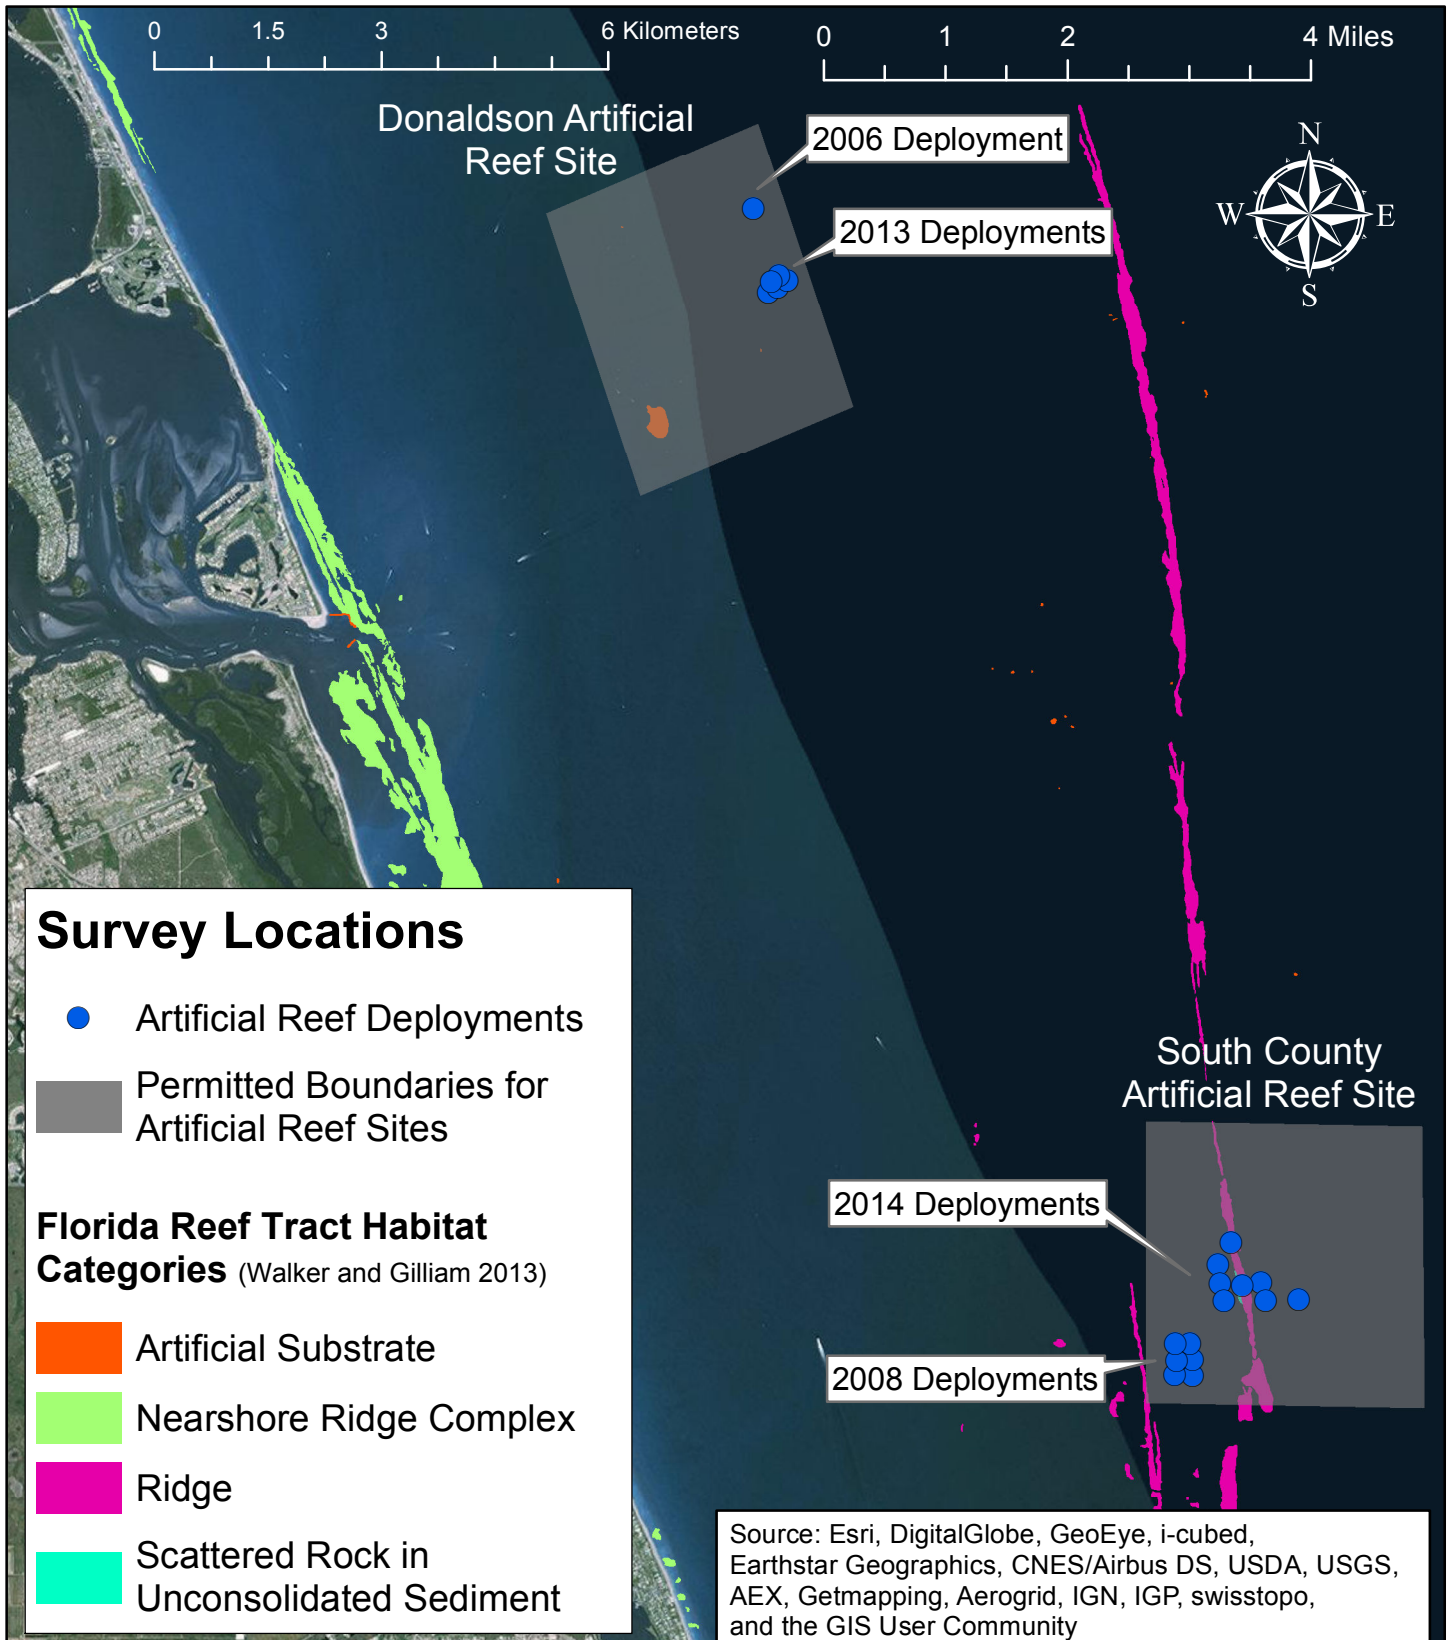 0 1.5 3 6 Kilometers
0 1 2 4 Miles
Donaldson Artificial
Reef Site
2006 Deployment
2013 Deployments
N
W E
S
South County
Artificial Reef Site
2014 Deployments
2008 Deployments
Survey Locations
Artificial Reef Deployments
Permitted Boundaries for
Artificial Reef Sites
Florida Reef Tract Habitat
Categories (Walker and Gilliam 2013)
Artificial Substrate
Nearshore Ridge Complex
Ridge
Scattered Rock in
Unconsolidated Sediment
Source: Esri, DigitalGlobe, GeoEye, i-cubed,
Earthstar Geographics, CNES/Airbus DS, USDA, USGS,
AEX, Getmapping, Aerogrid, IGN, IGP, swisstopo,
and the GIS User Community